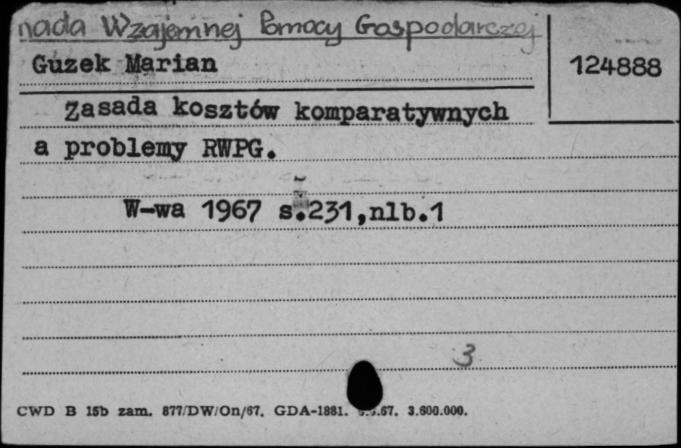 nada Wzajemnej Pomocy Gospodarczej
Guzek Marian
124888
Zasada kosztów komparatywnych
a problemy RWPG.
W-wa 1967 s.231,nlb.1
3
CWD B 15b zam. 877/DW/On/67. GDA-1881. .67. 3.600.000.